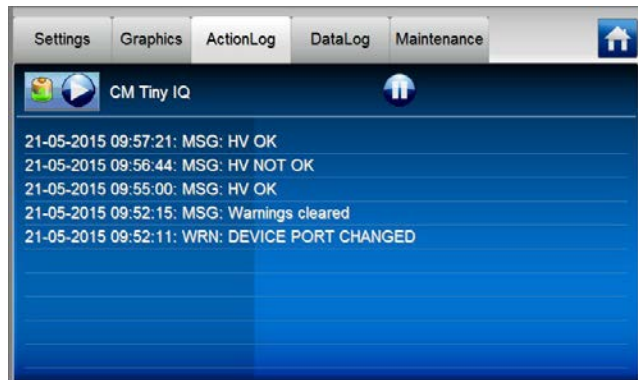 Settings Graphics ActionLog DataLog Maintenance
CM Tiny IQ
21-05-2015 09:57:21: MSG: HV OK
21-05-2015 09:56:44: MSG: HV NOT OK
21-05-2015 09:55:00: MSG: HV OK
21-05-2015 09:52:15: MSG: Warnings cleared
21-05-2015 09:52:11: WRN: DEVICE PORT CHANGED